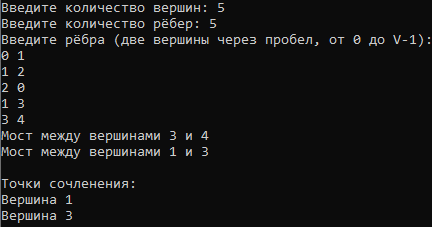 Введите количество вершин: 5
Введите количество рёбер: 5
Введите рёбра (две вершины через пробел, от 0 до V-1):
0 1
1 2
2 0
1 3
3 4
Мост между вершинами 3 и 4
Мост между вершинами 1 и 3
Точки сочленения:
Вершина 1
Вершина 3